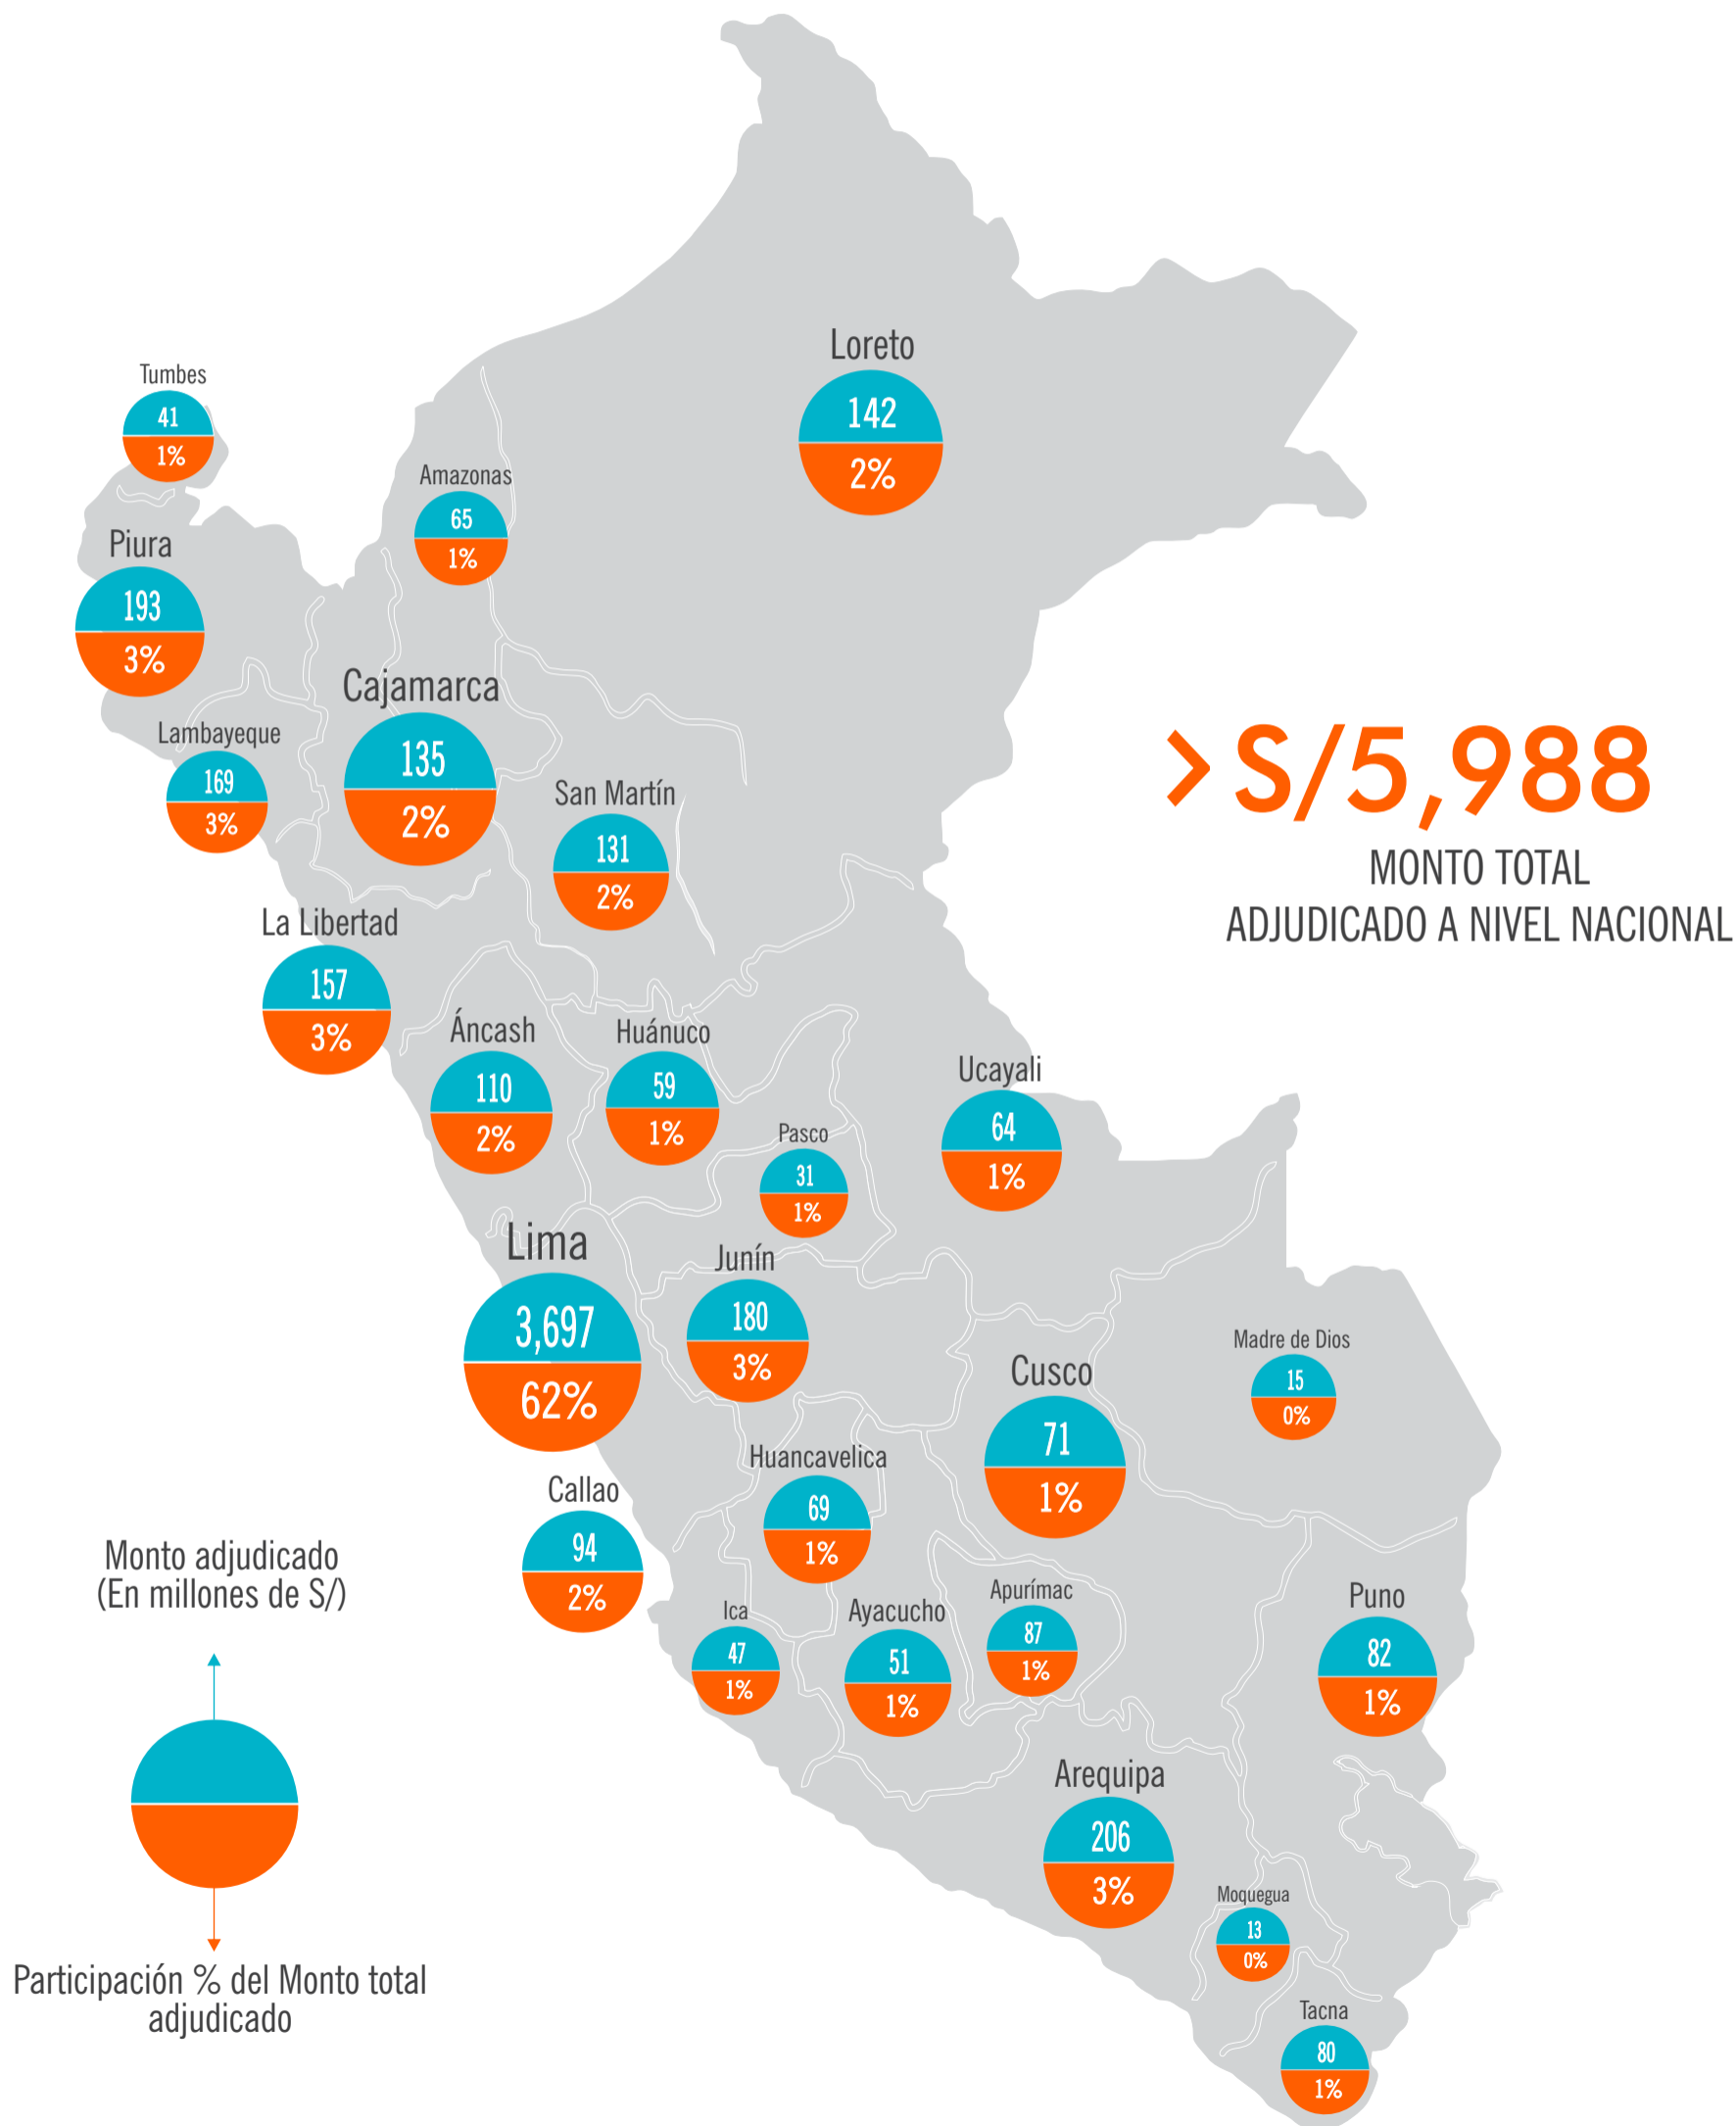 Loreto
142
2%
Tumbes
41
1%
Amazonas
65
1%
Piura
193
3%
Cajamarca
135
2%
Lambayeque
169
3%
San Martín
131
2%
> S/5,988
MONTO TOTAL
ADJUDICADO A NIVEL NACIONAL
La Libertad
157
3%
Áncash
110
2%
Huánuco
59
1%
Ucayali
64
1%
Pasco
31
1%
Lima
3,697
62%
Junín
180
3%
Madre de Dios
15
0%
Cusco
71
1%
Huancavelica
69
1%
Callao
94
2%
Monto adjudicado
(En millones de S/)
Ica
47
1%
Ayacucho
51
1%
Apurímac
87
1%
Puno
82
1%
Arequipa
206
3%
Moquegua
13
0%
Participación % del Monto total
adjudicado
Tacna
80
1%